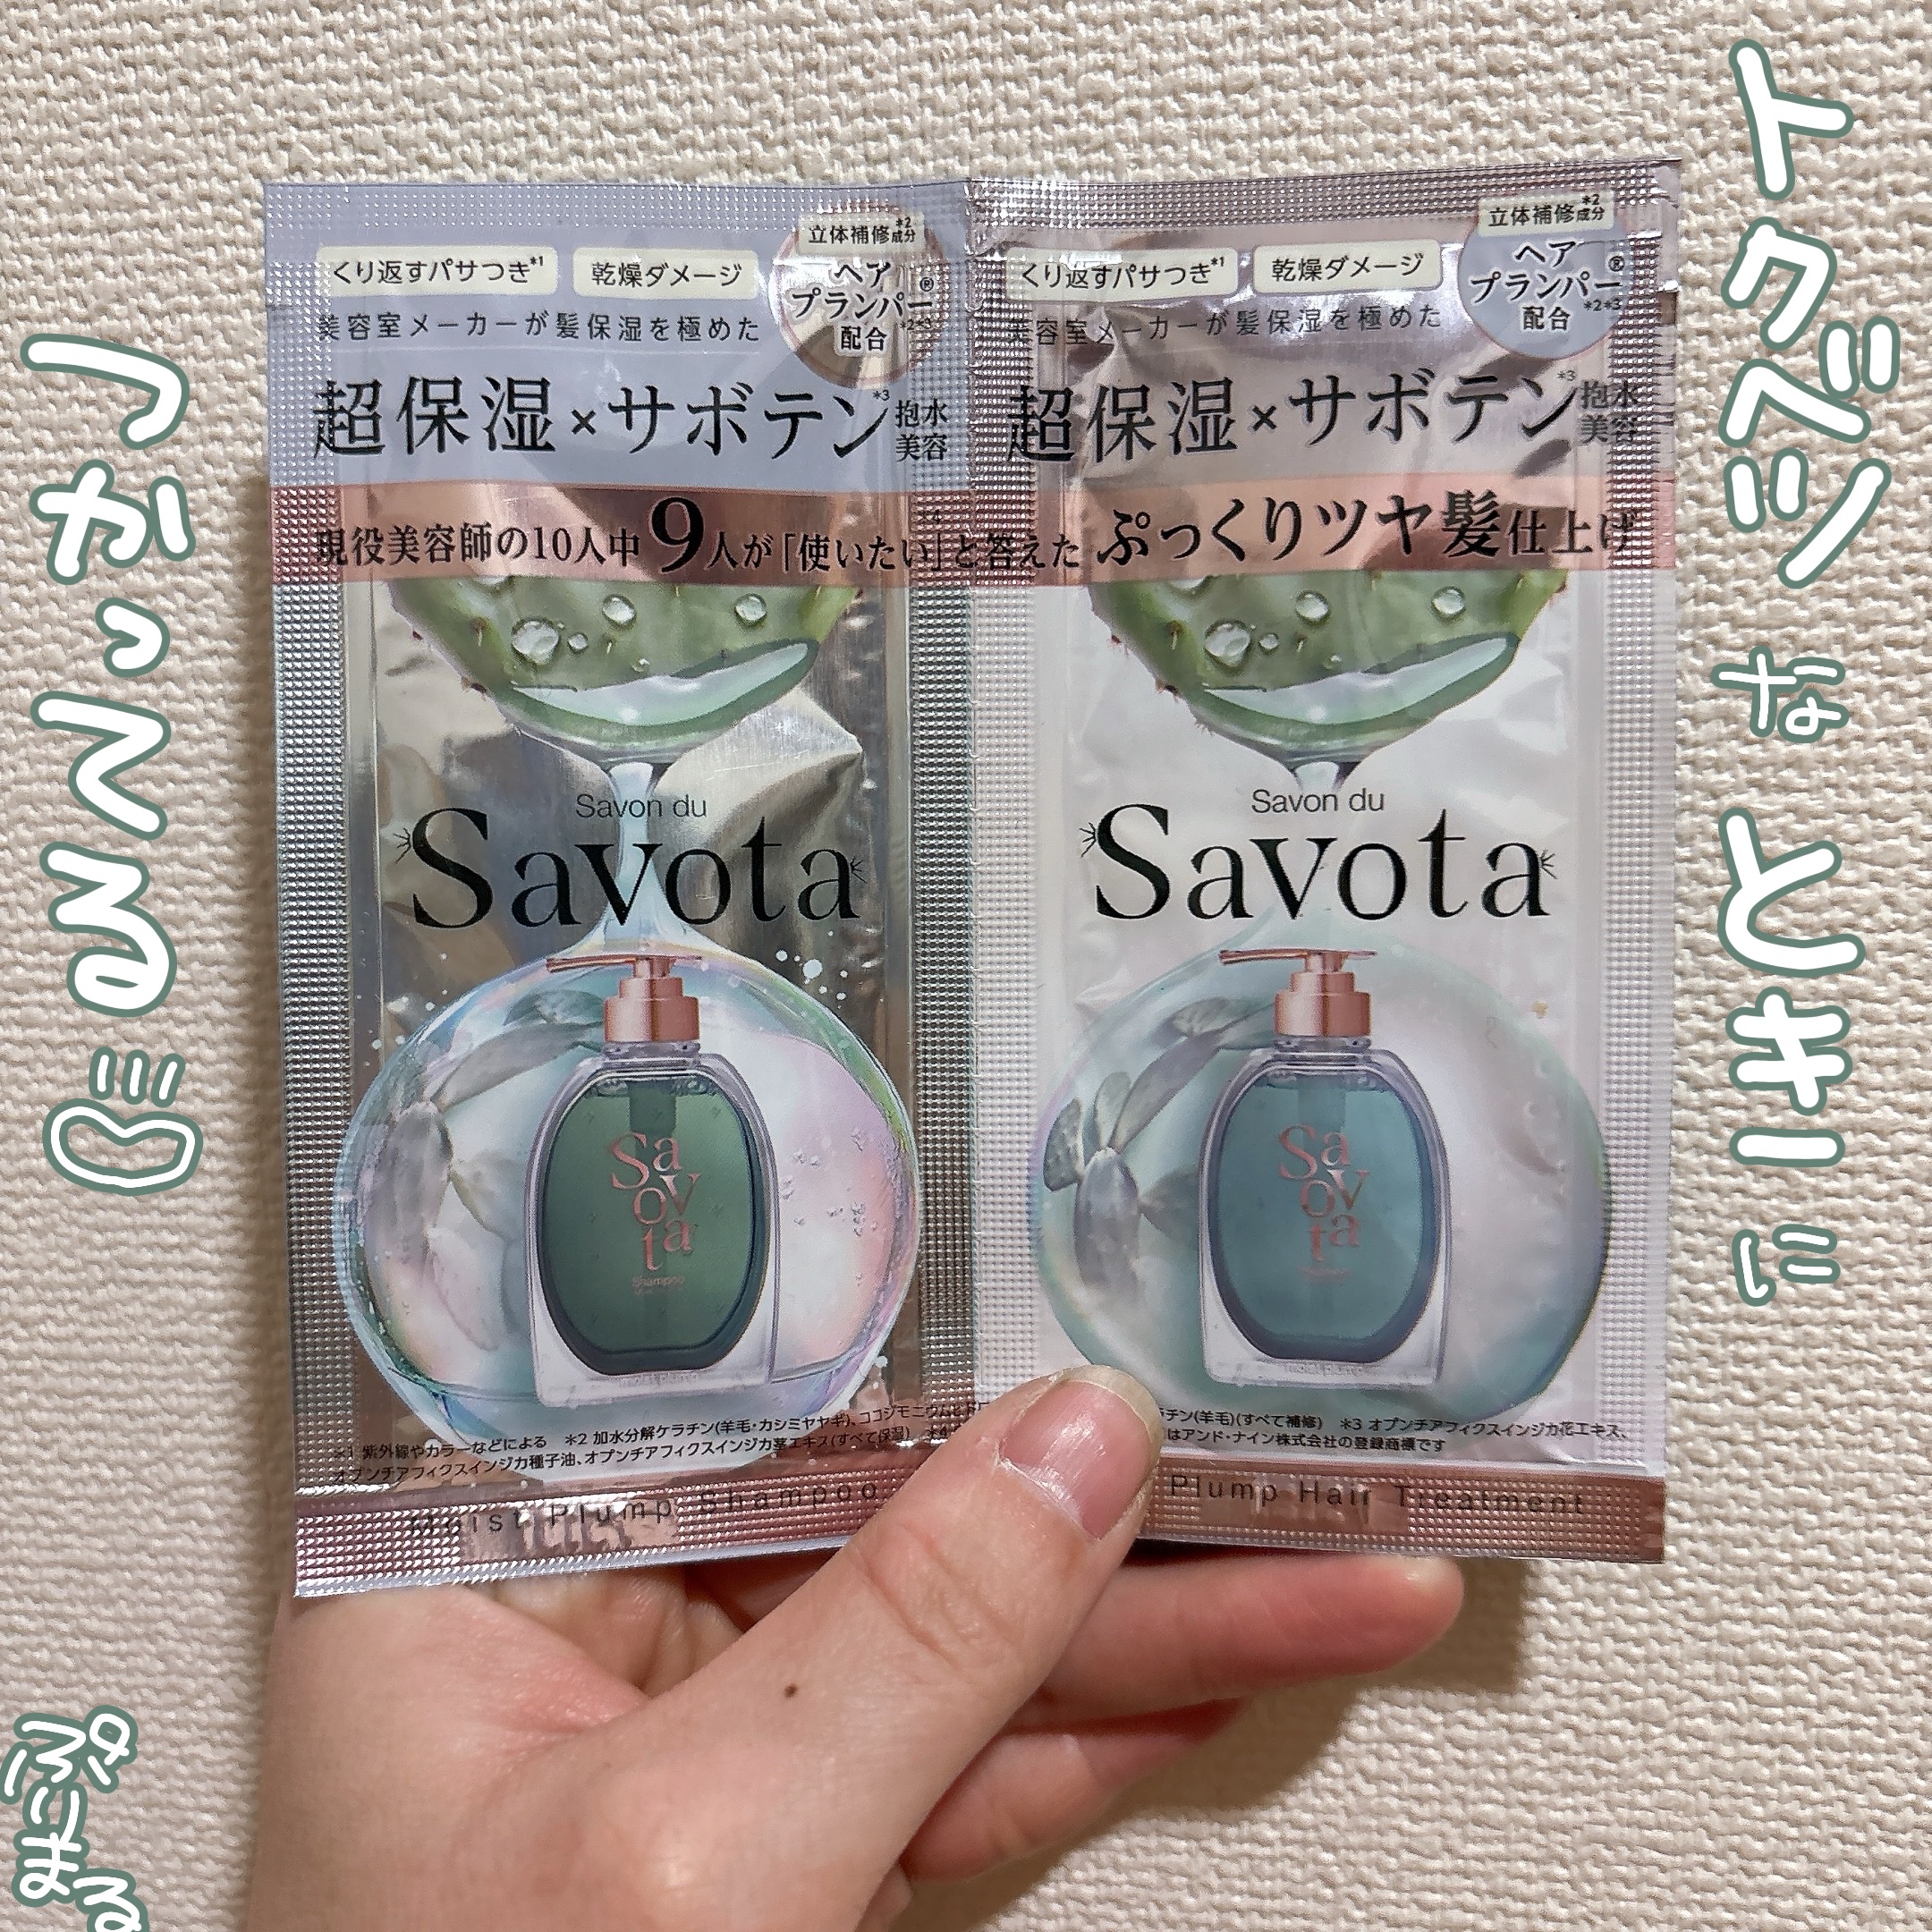 トクベツなときに
つかってる
ぷりまる
くり返すパサつき*1
乾燥ダメージ
立体補修成分*2
ヘア
プランパー®
配合*2*3
美容室メーカーが髪保湿を極めた
超保湿×サボテン*3抱水美容
現役美容師の10人中9人が「使いたい」と答えた*4
Savon du
Savota
Savota
Shampoo
*1 紫外線やカラーなどによる *2 加水分解ケラチン(羊毛・カシミヤヤギ)、ココジモニウムヒドロ
オプンチアフィクスインジカ種子油、オプンチアフィクスインジカ茎エキス(すべて保湿) *4
Moist Plump Shampoo
くり返すパサつき*1
乾燥ダメージ
立体補修成分*2
ヘア
プランパー®
配合*2*3
美容室メーカーが髪保湿を極めた
超保湿×サボテン*3抱水美容
ぷっくりツヤ髪仕上げ
Savon du
Savota
Savota
チン(羊毛)(すべて補修) *3 オプンチアフィクスインジカ花エキス、
はアンド・ナイン株式会社の登録商標です
Plump Hair Treatment